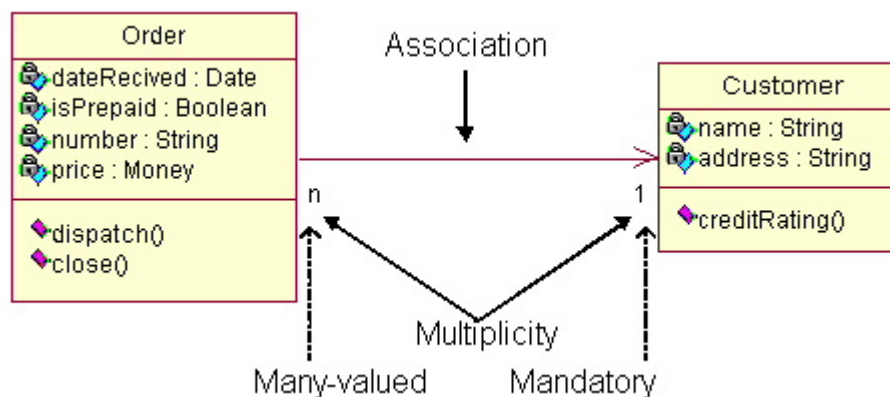 Order
dateRecived : Date
isPrepaid : Boolean
number : String
price : Money
dispatch()
close()
Association
Customer
name : String
address : String
creditRating()
n
1
Multiplicity
Many-valued
Mandatory